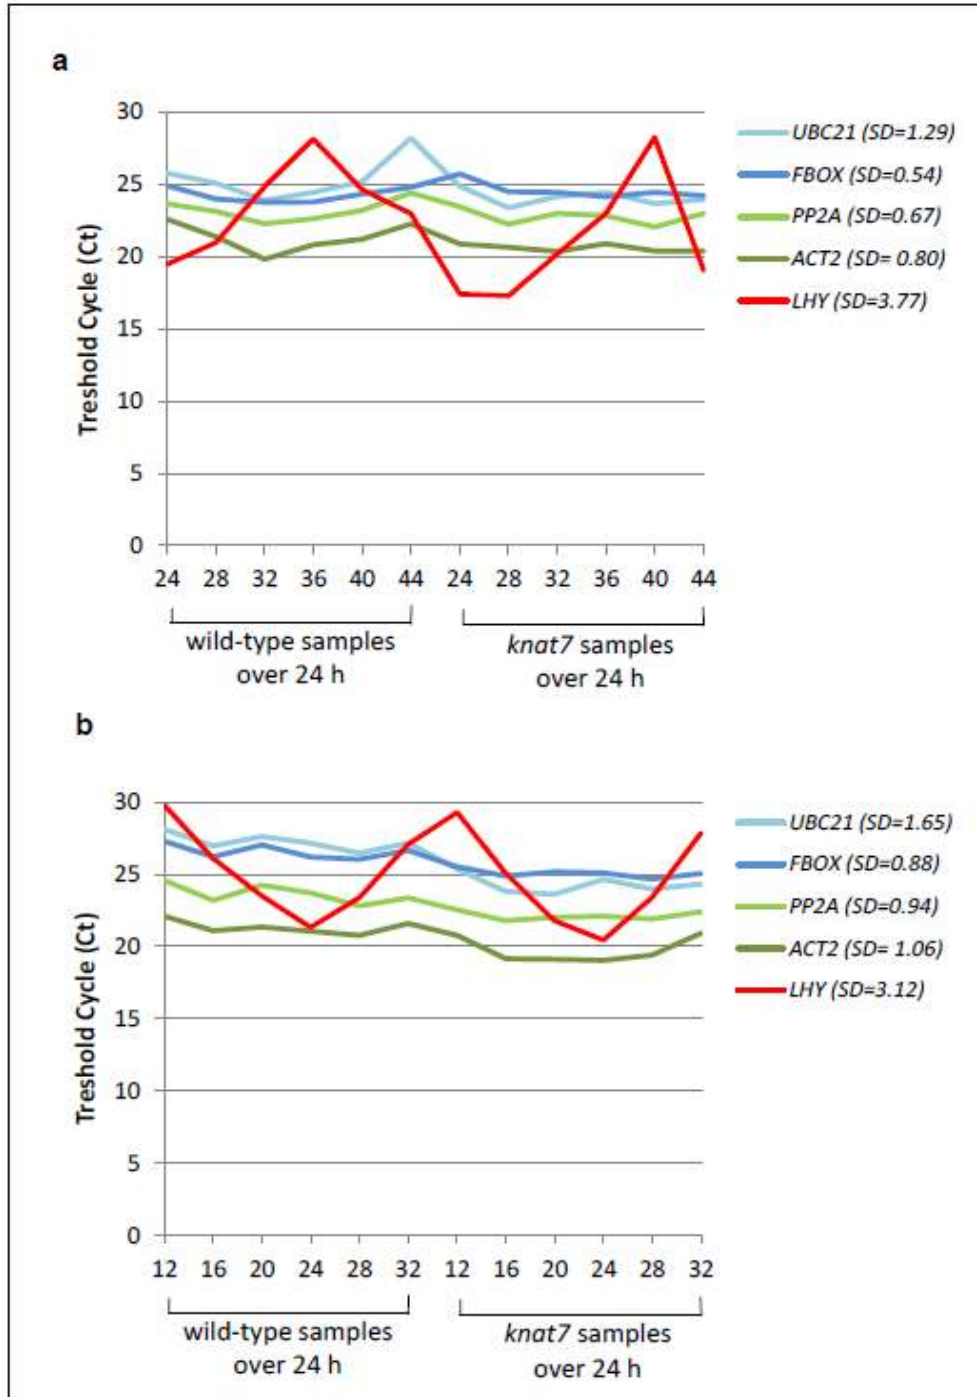 a
30
25
20
15
10
5
0
Treshold Cycle (Ct)
UBC21 (SD=1.29)
FBOX (SD=0.54)
PP2A (SD=0.67)
ACT2 (SD= 0.80)
LHY (SD=3.77)
24 28 32 36 40 44 24 28 32 36 40 44
wild-type samples
over 24 h
knat7 samples
over 24 h
b
30
25
20
15
10
5
0
Treshold Cycle (Ct)
UBC21 (SD=1.65)
FBOX (SD=0.88)
PP2A (SD=0.94)
ACT2 (SD= 1.06)
LHY (SD=3.12)
12 16 20 24 28 32 12 16 20 24 28 32
wild-type samples
over 24 h
knat7 samples
over 24 h